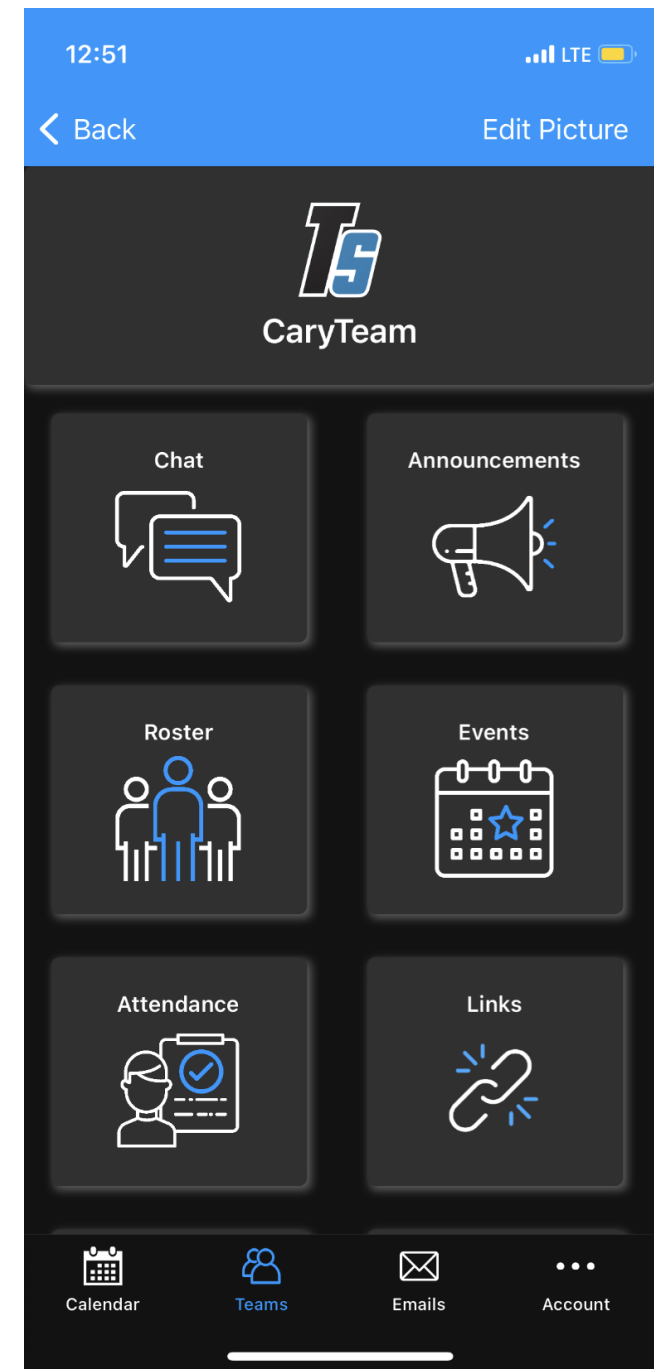 12:51
LTE
Back
Edit Picture
TS
CaryTeam
Chat
Announcements
Roster
Events
Attendance
Links
Calendar
Teams
Emails
Account